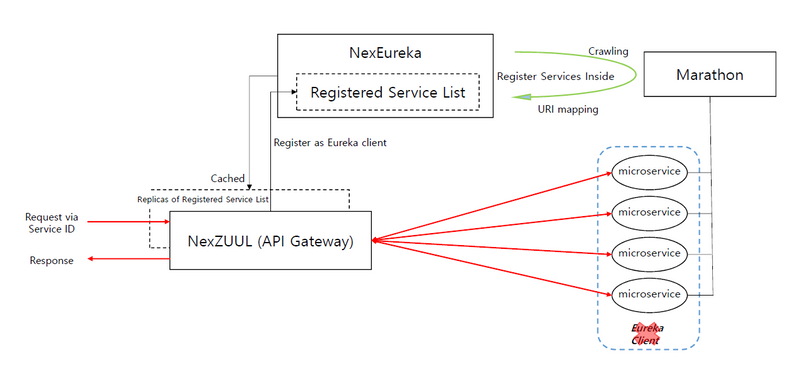 NexEureka
Registered Service List
Crawling
Register Services Inside
URI mapping
Marathon
Register as Eureka client
Cached
Replicas of Registered Service List
NexZUUL (API Gateway)
Request via
Service ID
Response
microservice
microservice
microservice
microservice
Eureka
Client